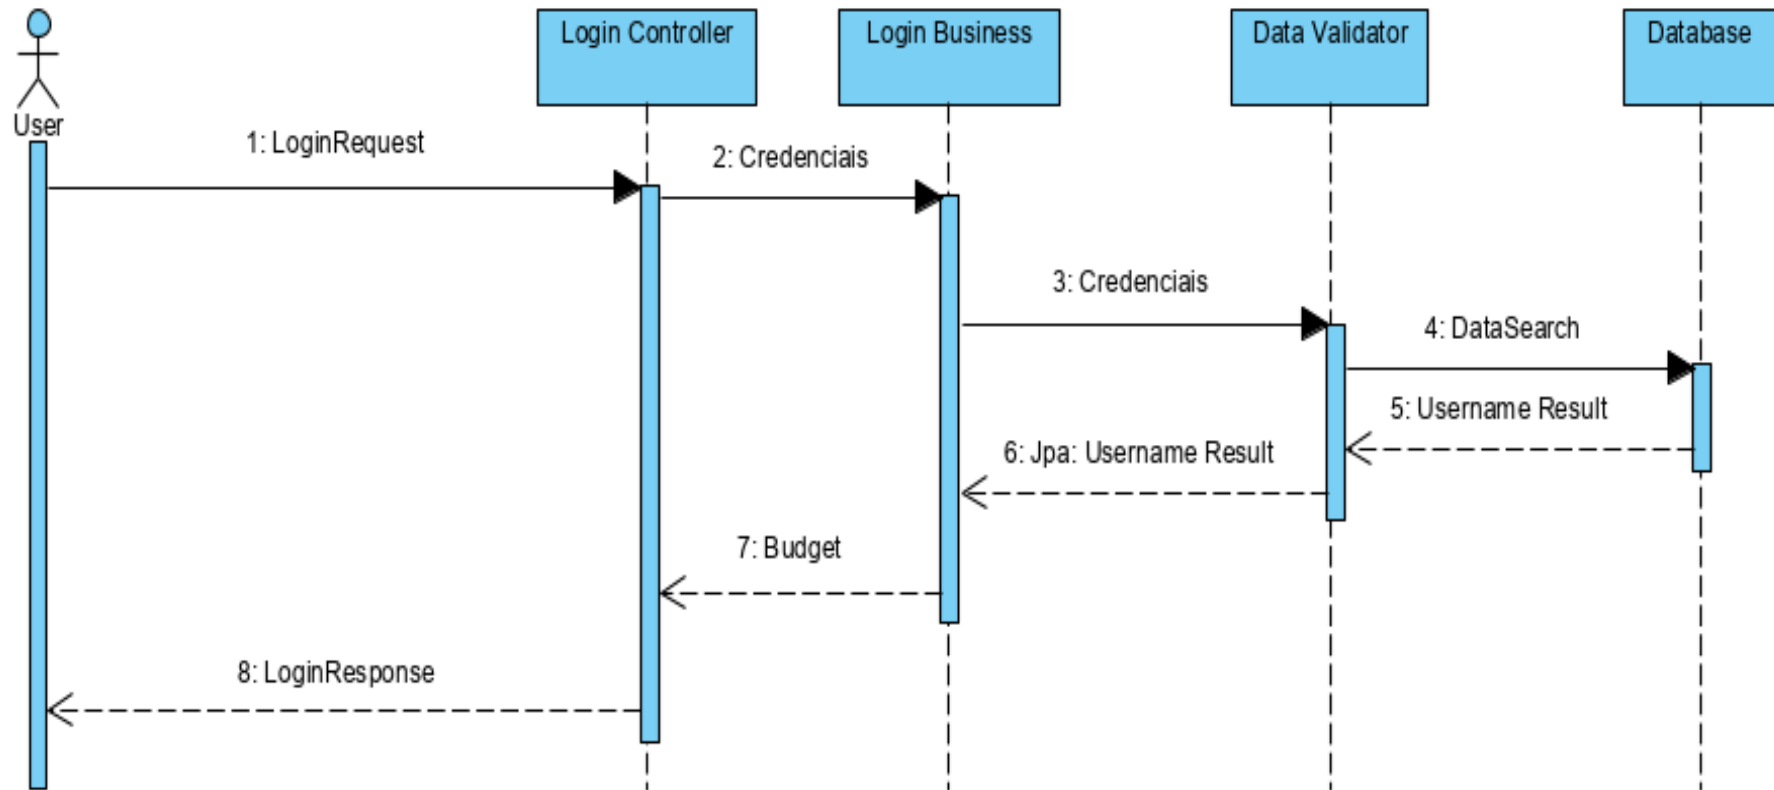 Login Controller
Login Business
Data Validator
Database
User
1: LoginRequest
2: Credenciais
3: Credenciais
4: DataSearch
5: Username Result
6: Jpa: Username Result
7: Budget
8: LoginResponse